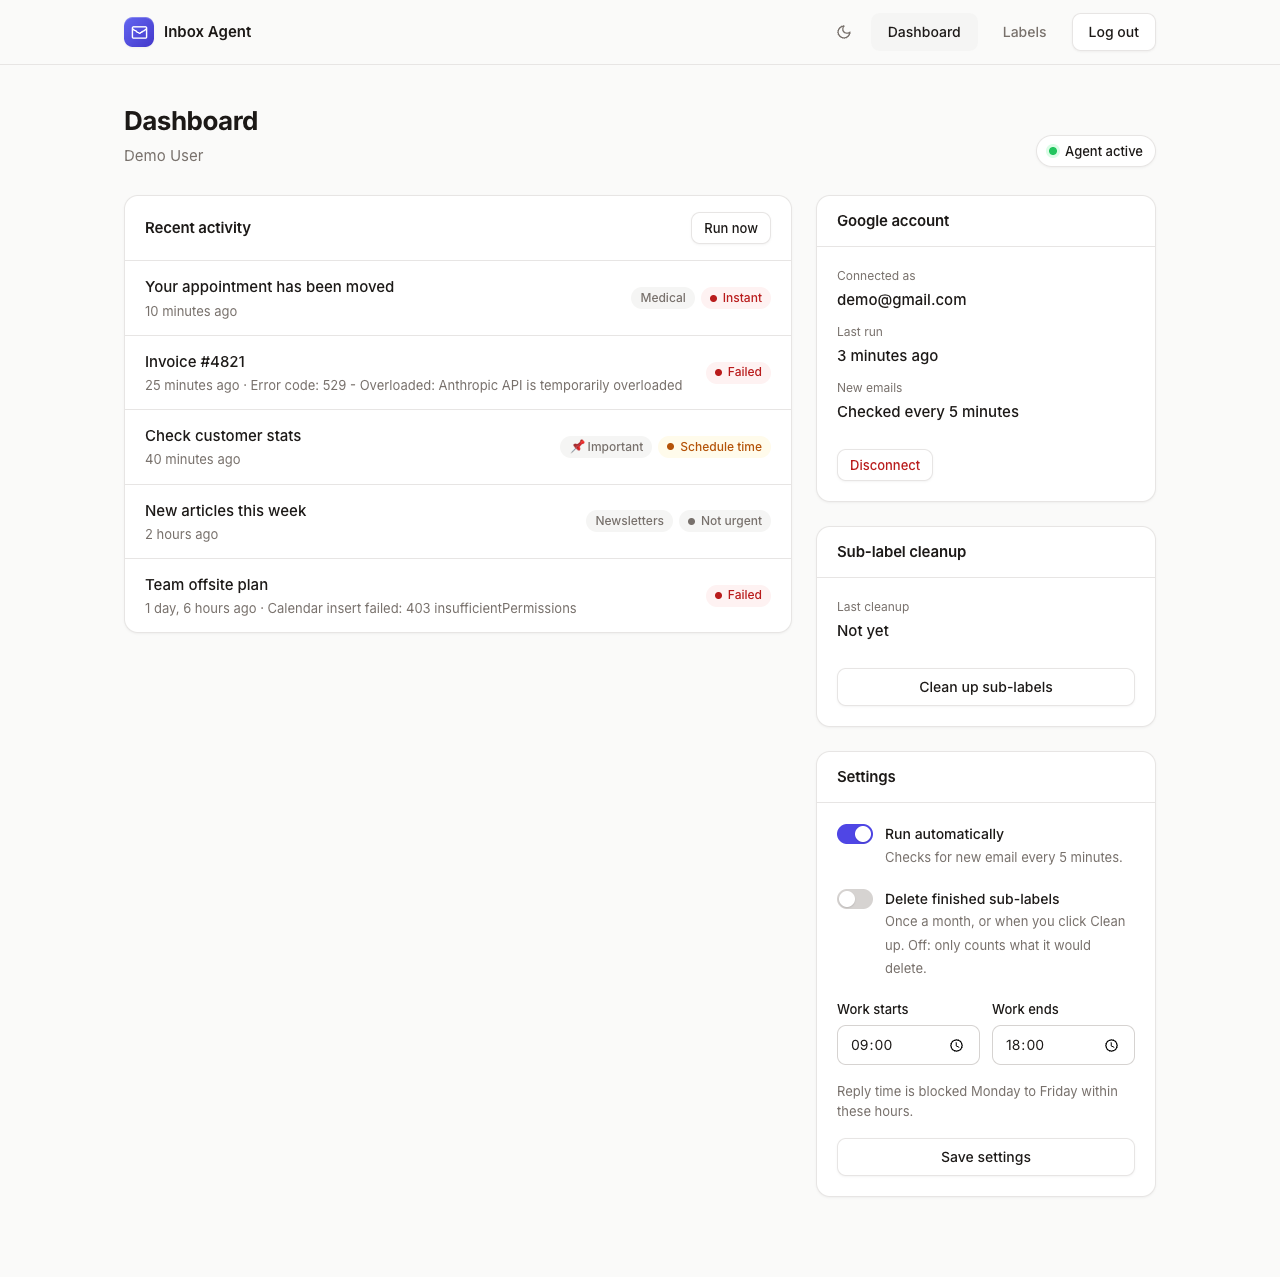 Inbox Agent
Dashboard
Labels
Log out
Dashboard
Demo User
Agent active
Recent activity
Run now
Your appointment has been moved
10 minutes ago
Medical
Instant
Invoice #4821
25 minutes ago · Error code: 529 - Overloaded: Anthropic API is temporarily overloaded
Failed
Check customer stats
40 minutes ago
📌 Important
Schedule time
New articles this week
2 hours ago
Newsletters
Not urgent
Team offsite plan
1 day, 6 hours ago · Calendar insert failed: 403 insufficientPermissions
Failed
Google account
Connected as
demo@gmail.com
Last run
3 minutes ago
New emails
Checked every 5 minutes
Disconnect
Sub-label cleanup
Last cleanup
Not yet
Clean up sub-labels
Settings
Run automatically
Checks for new email every 5 minutes.
Delete finished sub-labels
Once a month, or when you click Clean
up. Off: only counts what it would
delete.
Work starts
Work ends
09:00
18:00
Reply time is blocked Monday to Friday within
these hours.
Save settings